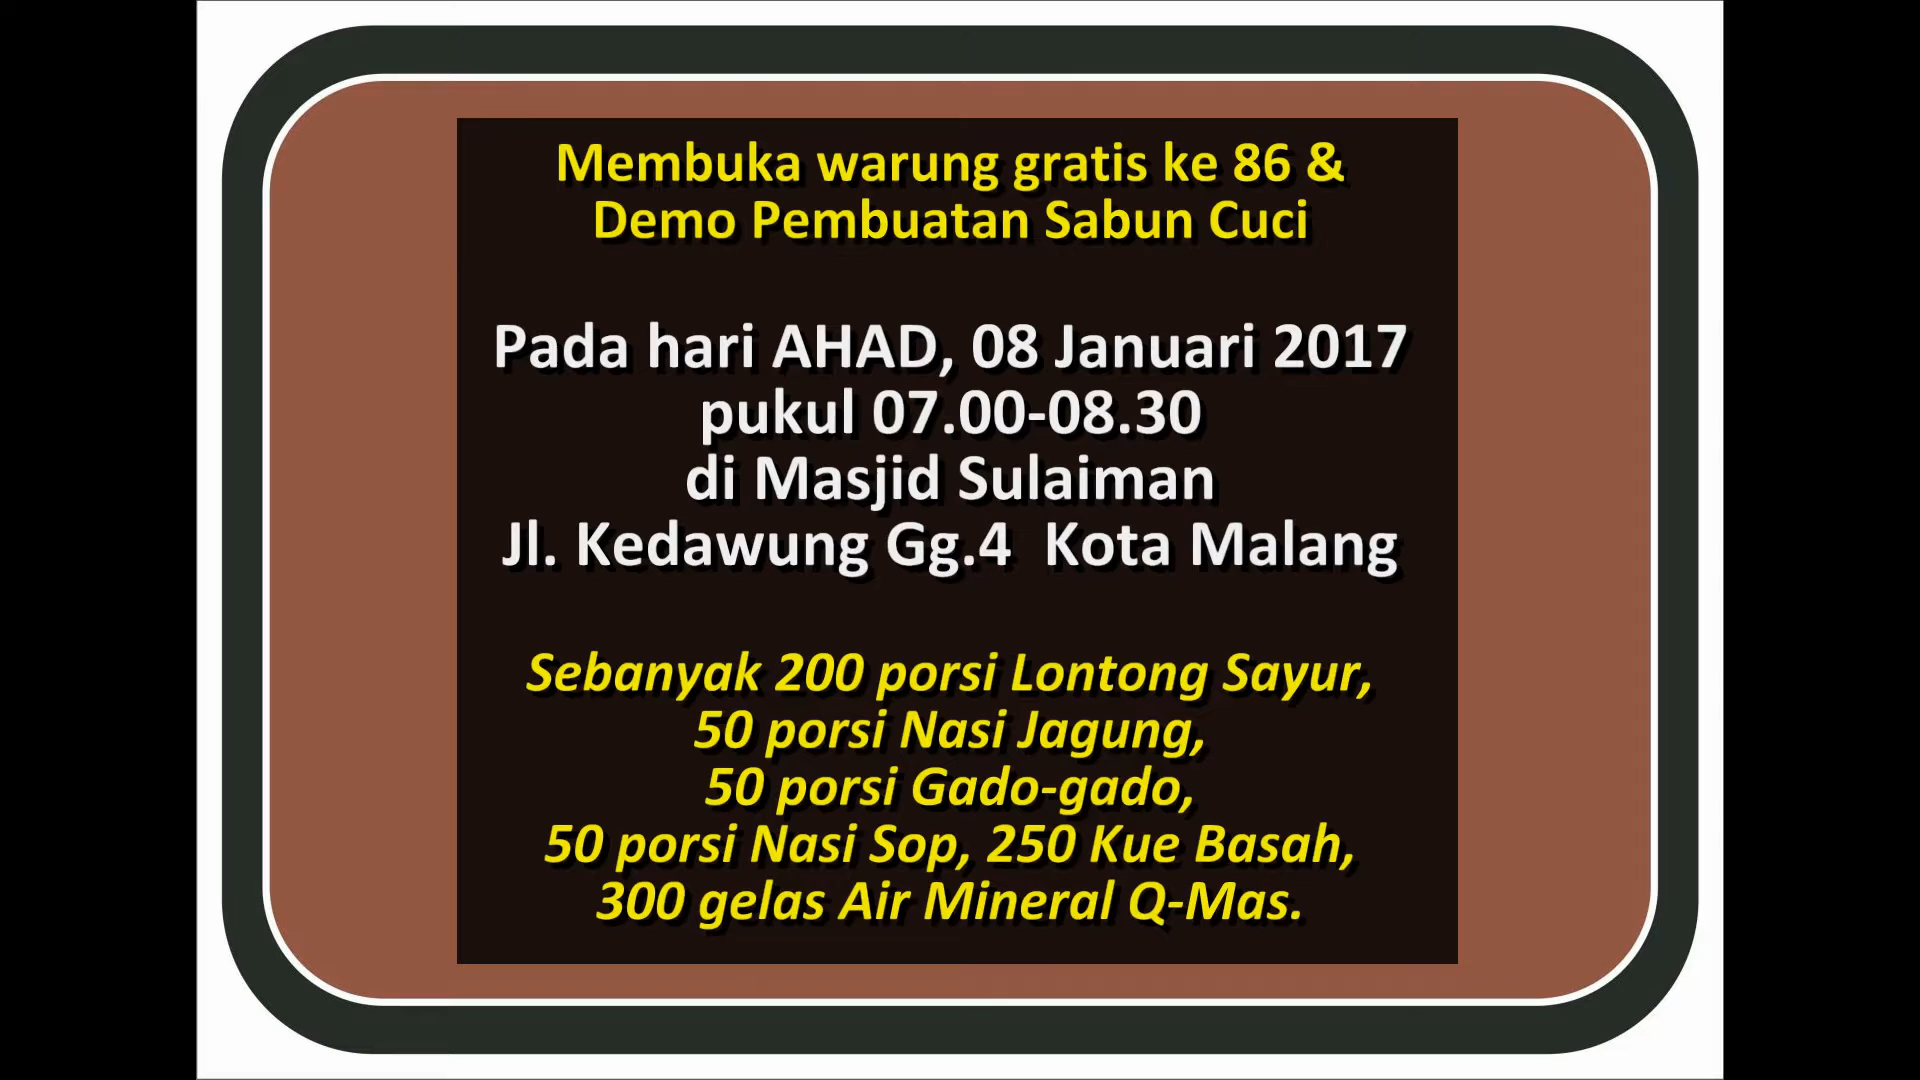 Membuka warung gratis ke 86 &
Demo Pembuatan Sabun Cuci
Pada hari AHAD, 08 Januari 2017
pukul 07.00-08.30
di Masjid Sulaiman
Jl. Kedawung Gg.4 Kota Malang
Sebanyak 200 porsi Lontong Sayur,
50 porsi Nasi Jagung,
50 porsi Gado-gado,
50 porsi Nasi Sop, 250 Kue Basah,
300 gelas Air Mineral Q-Mas.